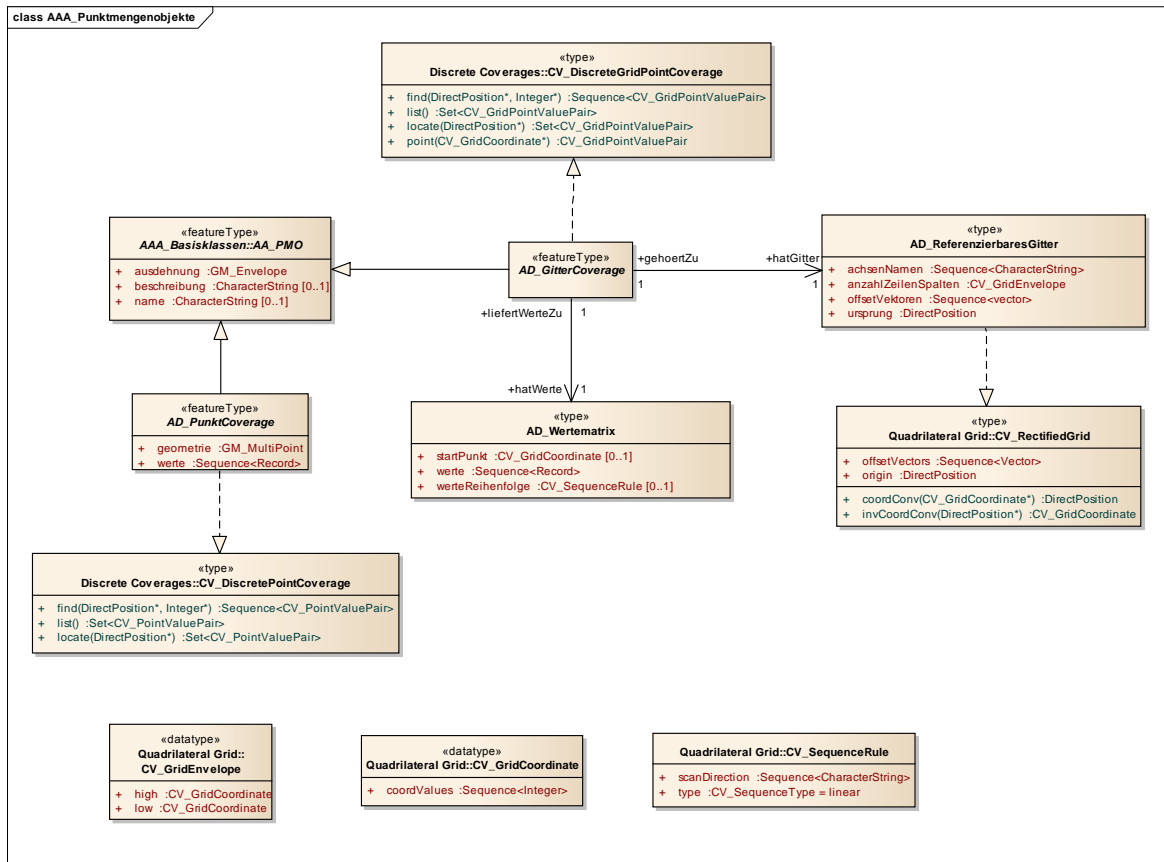 class AAA_Punktmengenobjekte
«type»
Discrete Coverages::CV_DiscreteGridPointCoverage
+ find(DirectPosition*, Integer*) :Sequence<CV_GridPointValuePair>
+ list() :Set<CV_GridPointValuePair>
+ locate(DirectPosition*) :Set<CV_GridPointValuePair>
+ point(CV_GridCoordinate*) :CV_GridPointValuePair
«featureType»
AAA_Basisklassen::AA_PMO
+ ausdehnung :GM_Envelope
+ beschreibung :CharacterString [0..1]
+ name :CharacterString [0..1]
«featureType»
AD_GitterCoverage
+gehoertZu
1
+hatGitter
1
«type»
AD_ReferenzierbaresGitter
+ achsenNamen :Sequence<CharacterString>
+ anzahlZeilenSpalten :CV_GridEnvelope
+ offsetVektoren :Sequence<vector>
+ ursprung :DirectPosition
+liefertWerteZu
1
+hatWerte
1
«featureType»
AD_PunktCoverage
+ geometrie :GM_MultiPoint
+ werte :Sequence<Record>
«type»
AD_Wertematrix
+ startPunkt :CV_GridCoordinate [0..1]
+ werte :Sequence<Record>
+ werteReihenfolge :CV_SequenceRule [0..1]
«type»
Quadrilateral Grid::CV_RectifiedGrid
+ offsetVectors :Sequence<Vector>
+ origin :DirectPosition
+ coordConv(CV_GridCoordinate*) :DirectPosition
+ invCoordConv(DirectPosition*) :CV_GridCoordinate
«type»
Discrete Coverages::CV_DiscretePointCoverage
+ find(DirectPosition*, Integer*) :Sequence<CV_PointValuePair>
+ list() :Set<CV_PointValuePair>
+ locate(DirectPosition*) :Set<CV_PointValuePair>
«datatype»
Quadrilateral Grid::
CV_GridEnvelope
+ high :CV_GridCoordinate
+ low :CV_GridCoordinate
«datatype»
Quadrilateral Grid::CV_GridCoordinate
+ coordValues :Sequence<Integer>
Quadrilateral Grid::CV_SequenceRule
+ scanDirection :Sequence<CharacterString>
+ type :CV_SequenceType = linear